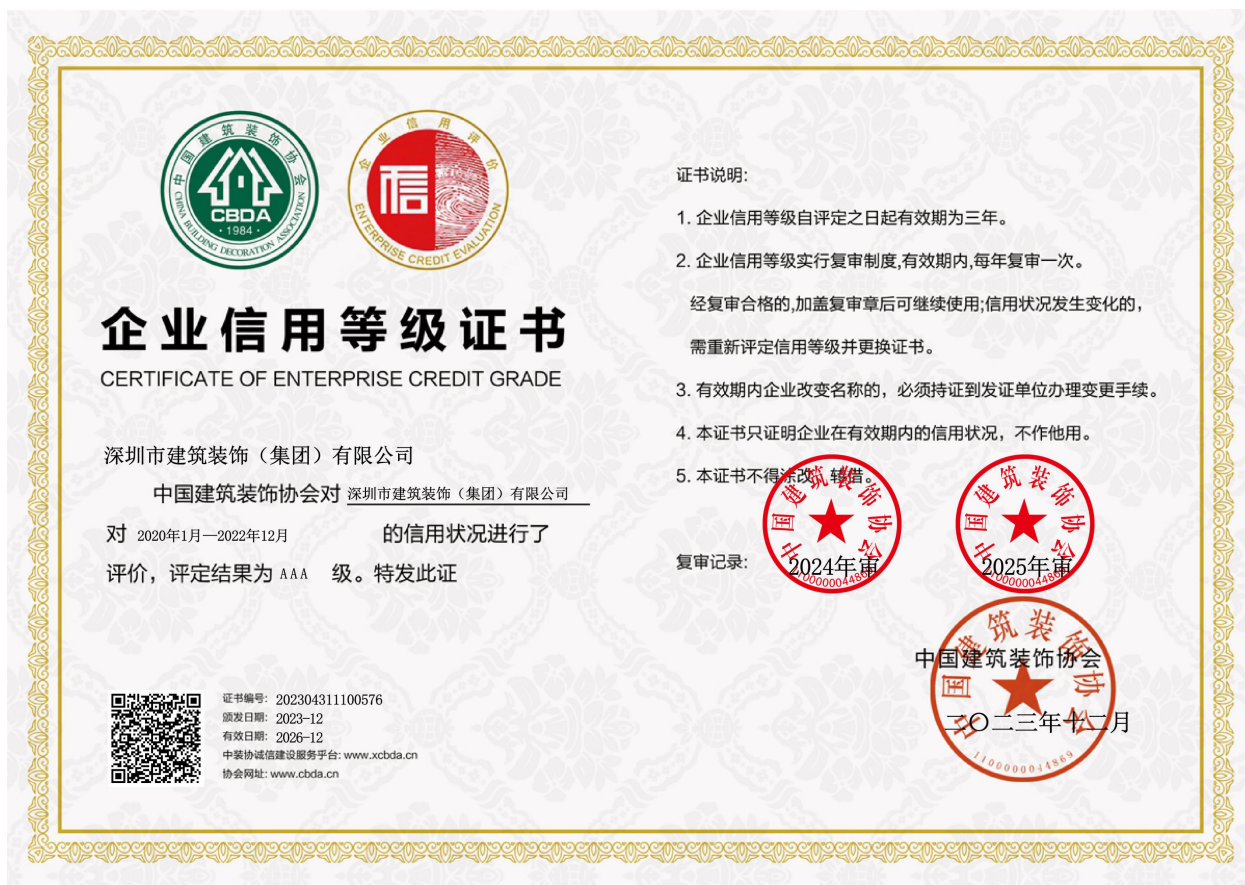 中国建筑装饰协会
CBDA
·1984·
CHINA BUILDING DECORATION ASSOCIATION
企业信用评价
信
ENTERPRISE CREDIT EVALUATION
企业信用等级证书
CERTIFICATE OF ENTERPRISE CREDIT GRADE
深圳市建筑装饰（集团）有限公司
中国建筑装饰协会对 深圳市建筑装饰（集团）有限公司
对 2020年1月—2022年12月 的信用状况进行了
评价，评定结果为 AAA 级。特发此证
证书编号: 202304311100576
颁发日期: 2023-12
有效日期: 2026-12
中装协诚信建设服务平台: www.xcbda.cn
协会网址: www.cbda.cn
证书说明:
1. 企业信用等级自评定之日起有效期为三年。
2. 企业信用等级实行复审制度,有效期内,每年复审一次。
经复审合格的,加盖复审章后可继续使用;信用状况发生变化的，
需重新评定信用等级并更换证书。
3. 有效期内企业改变名称的，必须持证到发证单位办理变更手续。
4. 本证书只证明企业在有效期内的信用状况，不作他用。
5. 本证书不得涂改、转借。
复审记录:
中国建筑装饰协会
2024年审
中国建筑装饰协会
2025年审
中国建筑装饰协会
二〇二三年十二月
中国建筑装饰协会
1100000044869